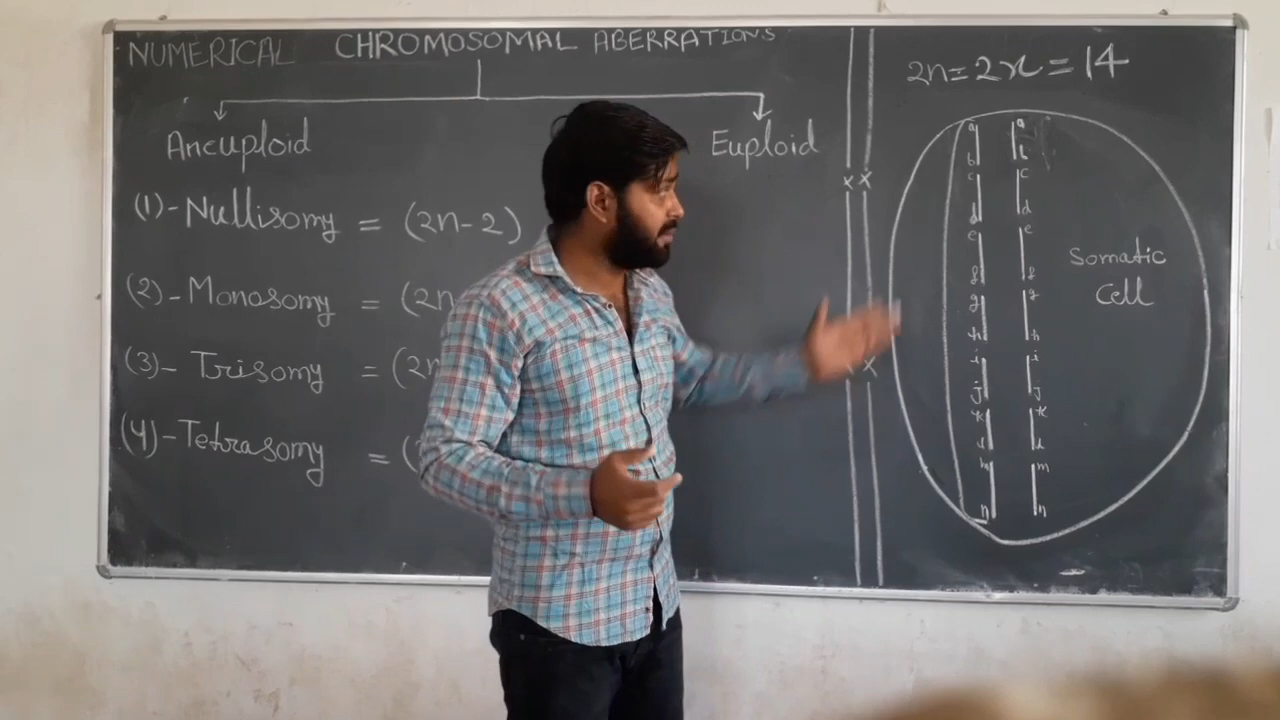 NUMERICAL CHROMOSOMAL ABERRATIONS
Aneuploid
Euploid
(1)-Nullisomy = (2n-2)
(2)-Monosomy = (2n
(3)-Trisomy = (2n
(4)-Tetrasomy = (
2n=2x=14
a a
b b
c c
d d
e e
f f
g g
h h
i i
j j
k k
l l
m m
n n
Somatic
Cell